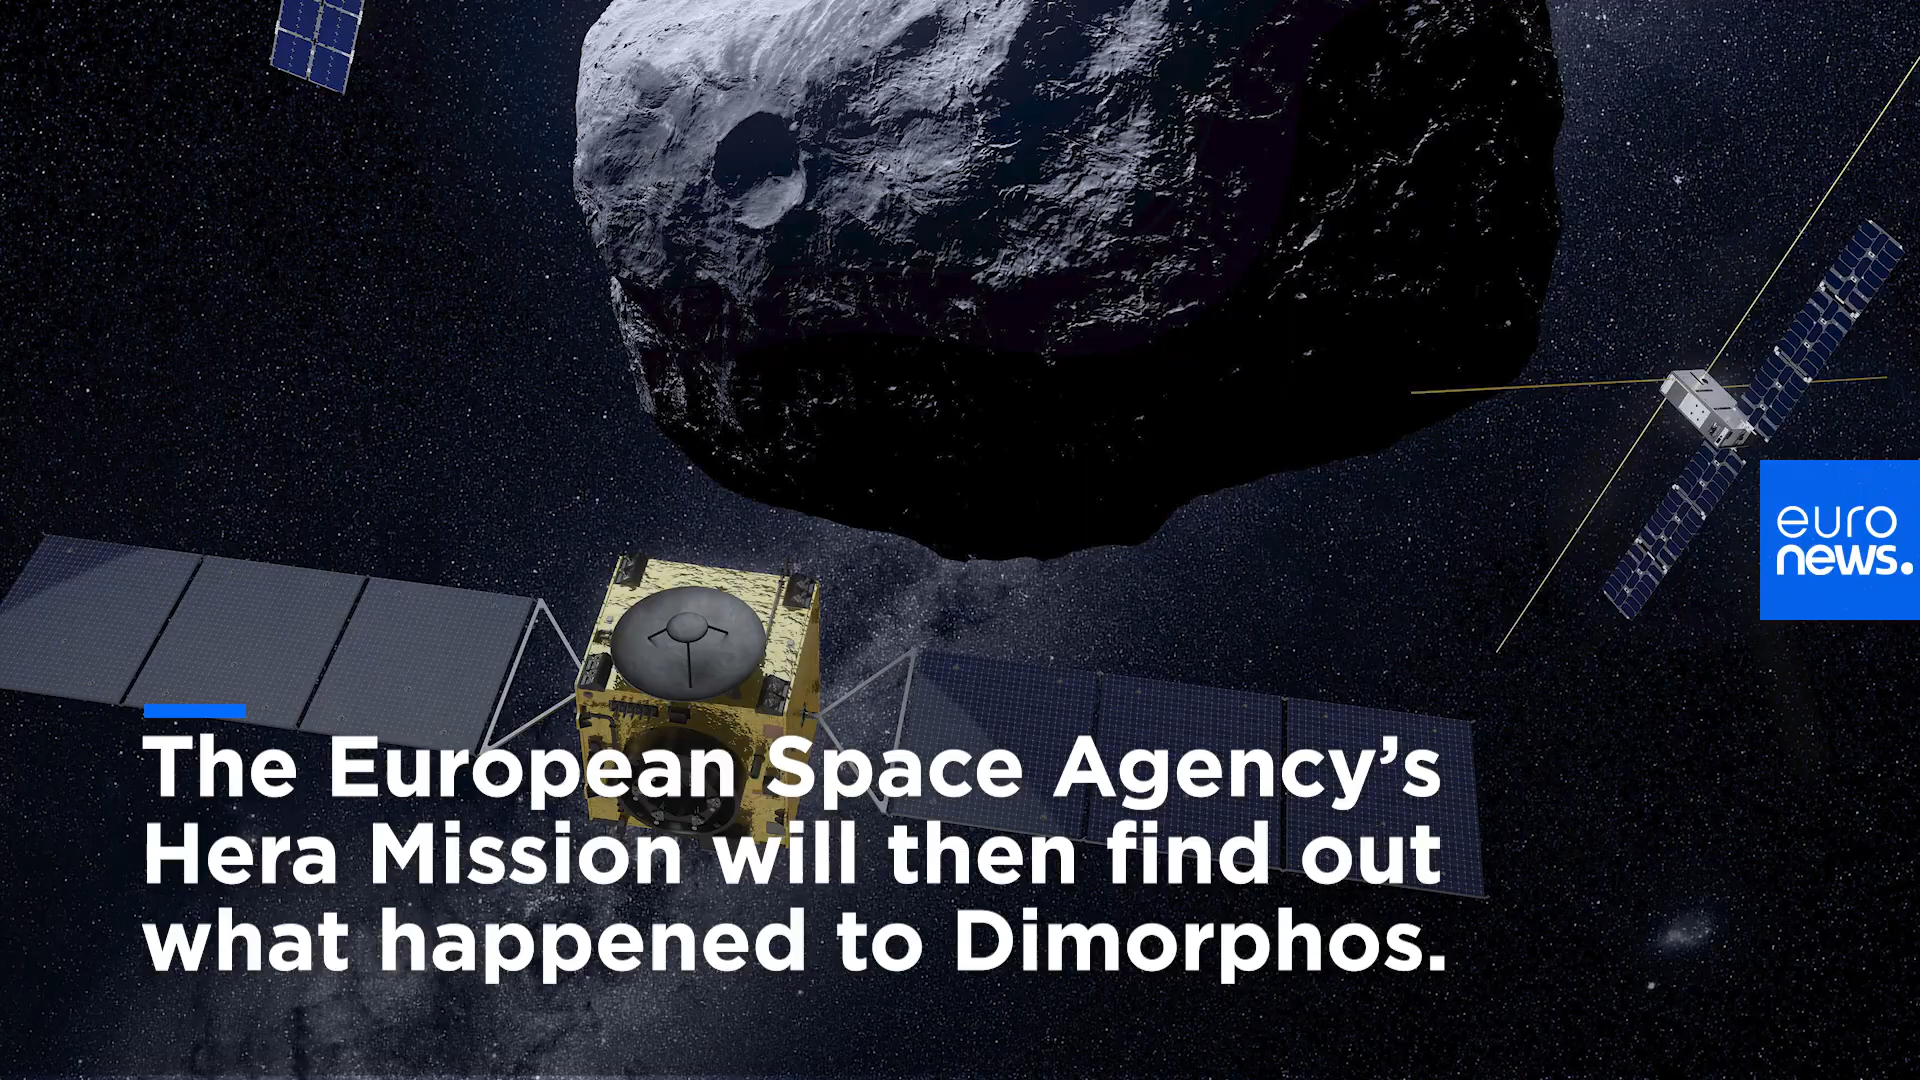 euro
news.
The European Space Agency’s
Hera Mission will then find out
what happened to Dimorphos.